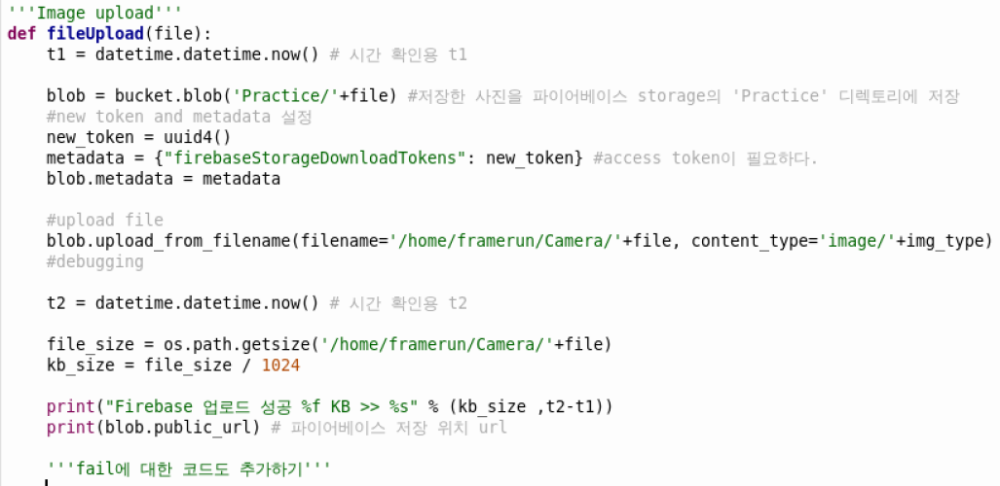 '''Image upload'''
def fileUpload(file):
    t1 = datetime.datetime.now() # 시간 확인용 t1
    blob = bucket.blob('Practice/'+file) #저장한 사진을 파이어베이스 storage의 'Practice' 디렉토리에 저장
    #new token and metadata 설정
    new_token = uuid4()
    metadata = {"firebaseStorageDownloadTokens": new_token} #access token이 필요하다.
    blob.metadata = metadata
    #upload file
    blob.upload_from_filename(filename='/home/framerun/Camera/'+file, content_type='image/'+img_type)
    #debugging
    t2 = datetime.datetime.now() # 시간 확인용 t2
    file_size = os.path.getsize('/home/framerun/Camera/'+file)
    kb_size = file_size / 1024
    print("Firebase 업로드 성공 %f KB >> %s" % (kb_size ,t2-t1))
    print(blob.public_url) # 파이어베이스 저장 위치 url
    '''fail에 대한 코드도 추가하기'''